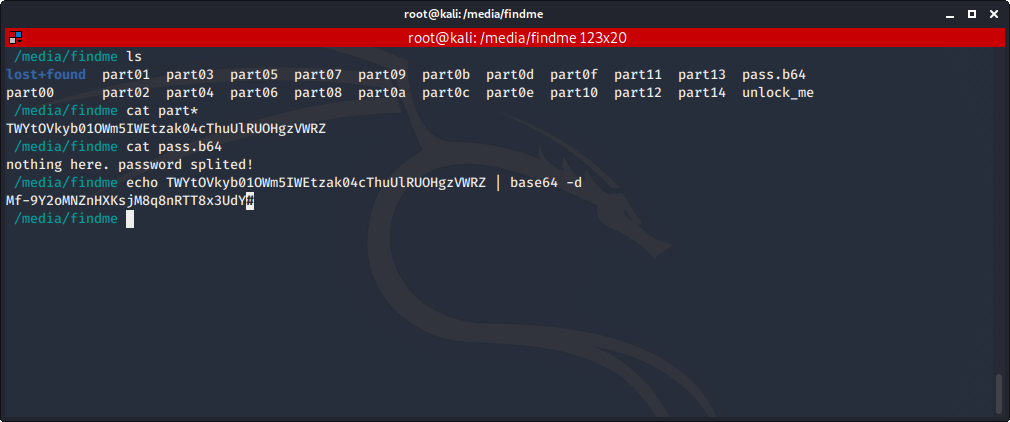 root@kali: /media/findme
root@kali: /media/findme 123x20
/media/findme ls
lost+found part01 part03 part05 part07 part09 part0b part0d part0f part11 part13 pass.b64
part00 part02 part04 part06 part08 part0a part0c part0e part10 part12 part14 unlock_me
/media/findme cat part*
TWYtOVkyb01OWm5IWEtzak04cThuUlRUOHgzVWRZ
/media/findme cat pass.b64
nothing here. password splited!
/media/findme echo TWYtOVkyb01OWm5IWEtzak04cThuUlRUOHgzVWRZ | base64 -d
Mf-9Y2oMNZnHXKsjM8q8nRTT8x3UdY#
/media/findme